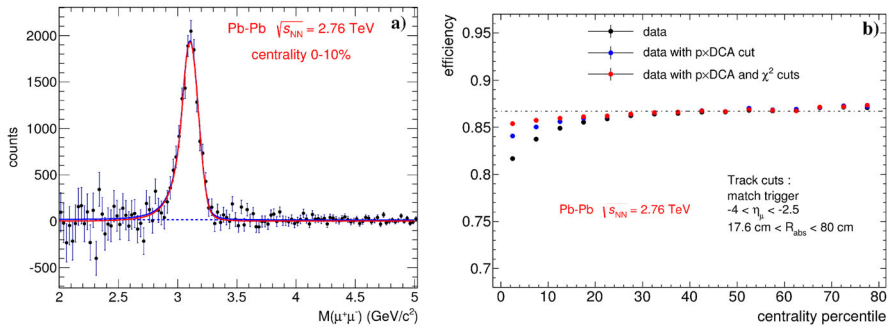 a)
Pb-Pb √sNN = 2.76 TeV
centrality 0-10%
counts
2000
1500
1000
500
0
-500
2 2.5 3 3.5 4 4.5 5
M(μ+μ-) (GeV/c²)
b)
efficiency
0.95
0.9
0.85
0.8
0.75
0.7
data
data with p×DCA cut
data with p×DCA and χ² cuts
Pb-Pb √sNN = 2.76 TeV
Track cuts :
match trigger
-4 < ημ < -2.5
17.6 cm < Rabs < 80 cm
0 10 20 30 40 50 60 70 80
centrality percentile